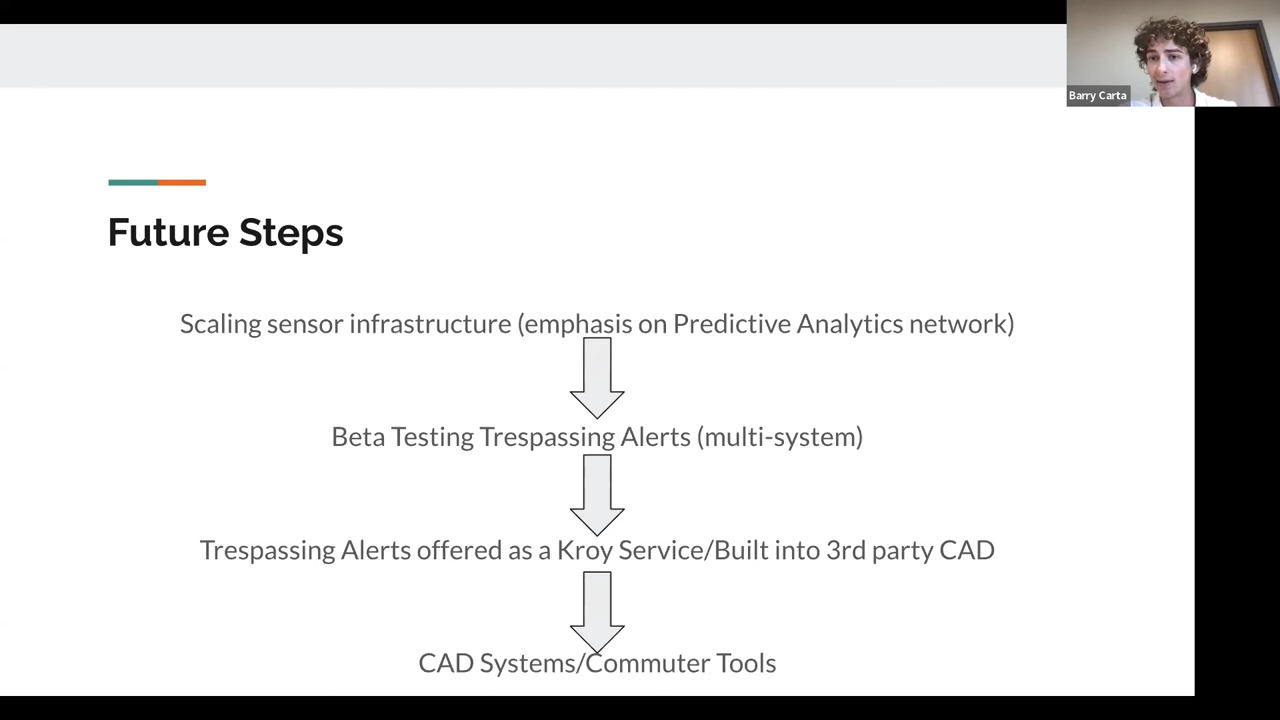 Barry Carta
Future Steps
Scaling sensor infrastructure (emphasis on Predictive Analytics network)
Beta Testing Trespassing Alerts (multi-system)
Trespassing Alerts offered as a Kroy Service/Built into 3rd party CAD
CAD Systems/Commuter Tools